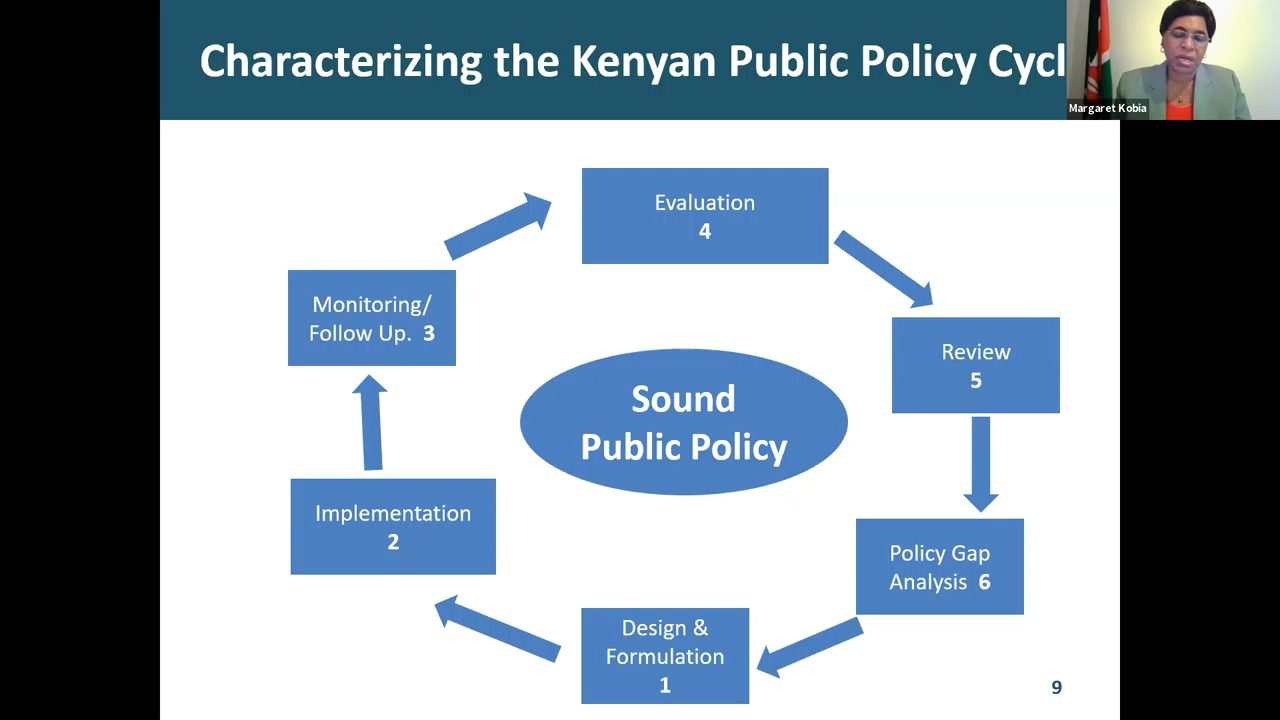 Characterizing the Kenyan Public Policy Cycl
Margaret Kobia
Evaluation
4
Monitoring/
Follow Up. 3
Review
5
Sound
Public Policy
Implementation
2
Policy Gap
Analysis 6
Design &
Formulation
1
9